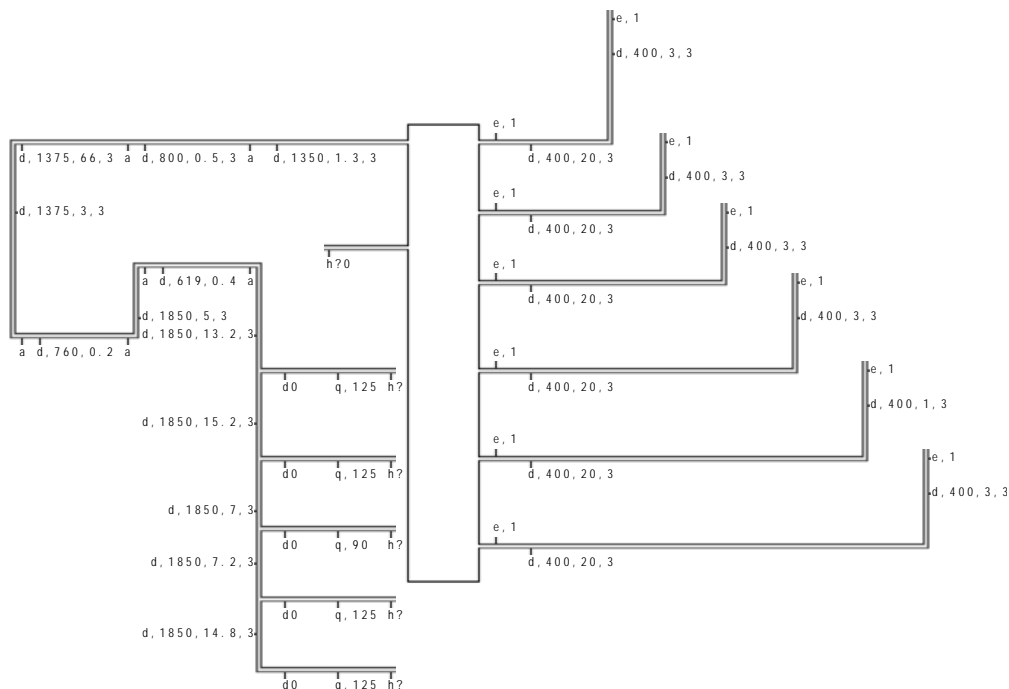 e, 1
d, 400, 3, 3
e, 1
d, 1375, 66, 3 a d, 800, 0.5, 3 a d, 1350, 1.3, 3
d, 400, 20, 3
e, 1
d, 400, 3, 3
e, 1
d, 1375, 3, 3
d, 400, 20, 3
e, 1
d, 400, 3, 3
e, 1
h?0
a d, 619, 0.4 a
d, 400, 20, 3
e, 1
d, 400, 3, 3
d, 1850, 5, 3
d, 1850, 13.2, 3
a d, 760, 0.2 a
e, 1
d0 q, 125 h?
d, 400, 20, 3
e, 1
d, 400, 1, 3
d, 1850, 15.2, 3
e, 1
d0 q, 125 h?
d, 400, 20, 3
e, 1
d, 400, 3, 3
d, 1850, 7, 3
e, 1
d0 q, 90 h?
d, 400, 20, 3
d, 1850, 7.2, 3
d0 q, 125 h?
d, 1850, 14.8, 3
d0 q, 125 h?